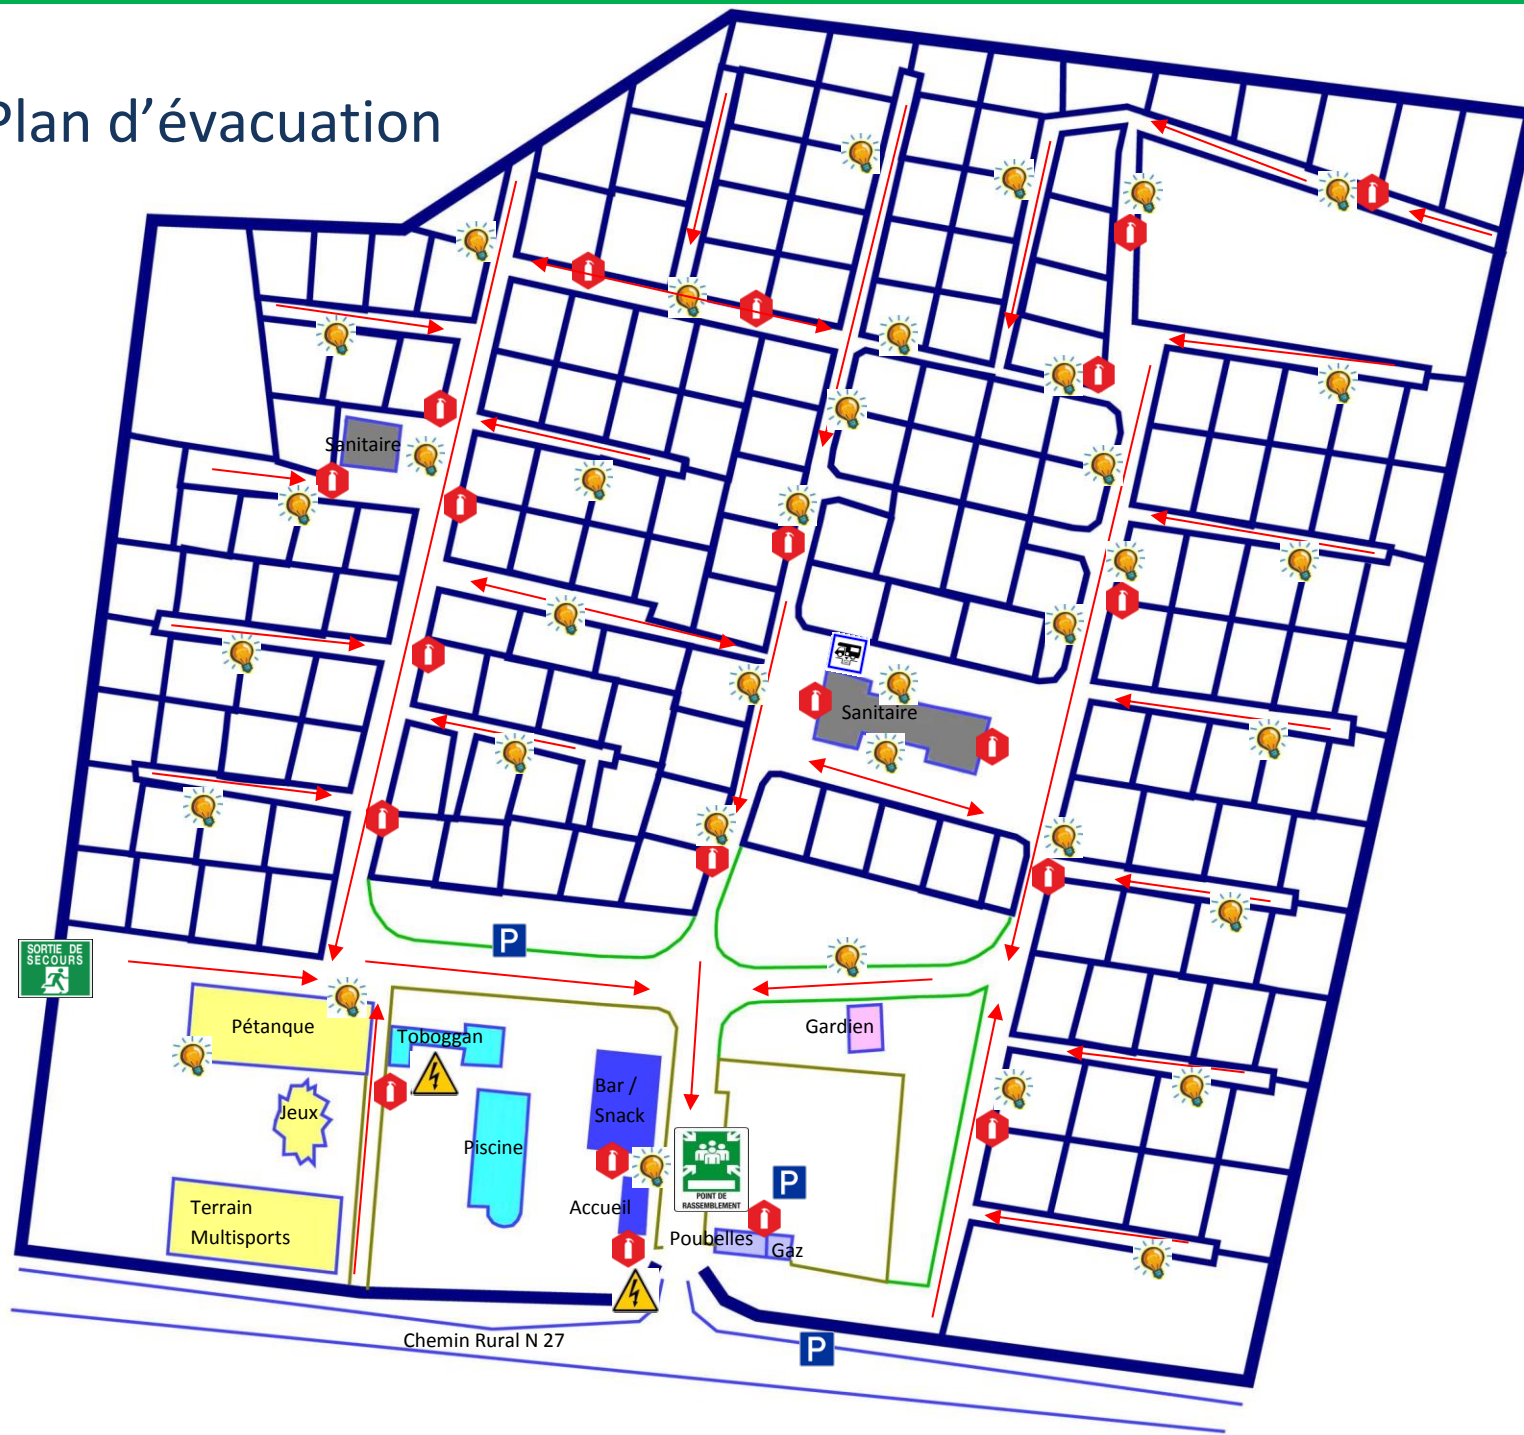 Plan d’évacuation
Sanitaire
Sanitaire
SORTIE DE
SECOURS
P
Pétanque
Toboggan
Gardien
Bar /
Snack
Jeux
Piscine
POINT DE
RASSEMBLEMENT
P
Terrain
Multisports
Accueil
Poubelles
Gaz
Chemin Rural N 27
P